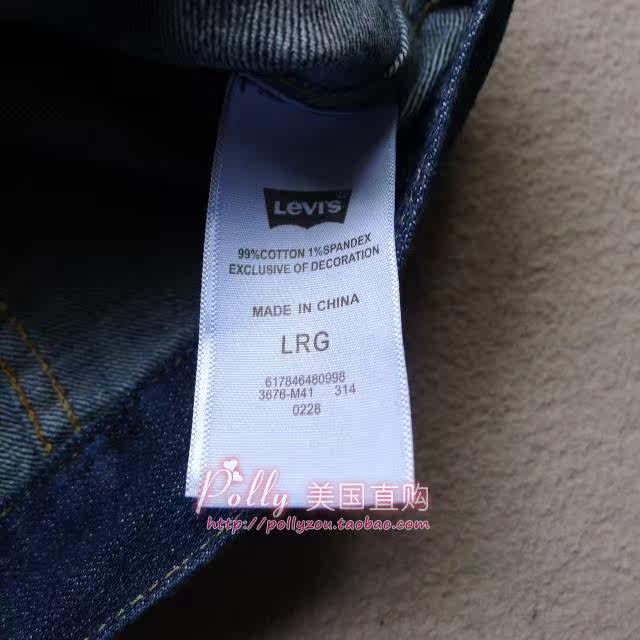 Levi's
99%COTTON 1%SPANDEX
EXCLUSIVE OF DECORATION
MADE IN CHINA
LRG
617846480998
3676-M41 314
0228
Polly 美国直购
http://pollyzou.taobao.com